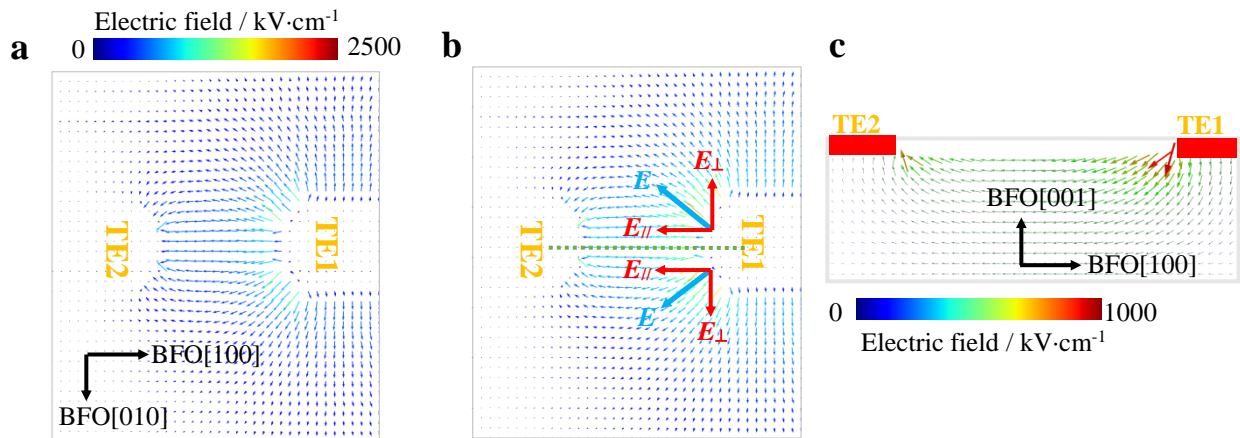 Electric field / kV·cm⁻¹
0 2500
a
TE2
TE1
BFO[100]
BFO[010]
b
E⊥
E
E//
TE2
TE1
E//
E
E⊥
c
TE2
TE1
BFO[001]
BFO[100]
0 1000
Electric field / kV·cm⁻¹